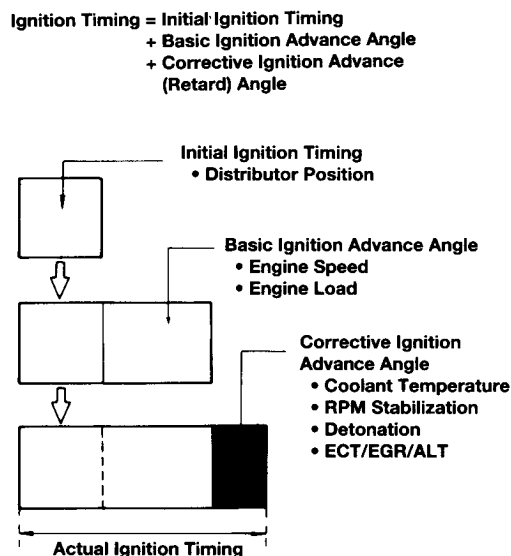 Ignition Timing = Initial Ignition Timing
+ Basic Ignition Advance Angle
+ Corrective Ignition Advance
(Retard) Angle
Initial Ignition Timing
• Distributor Position
Basic Ignition Advance Angle
• Engine Speed
• Engine Load
Corrective Ignition
Advance Angle
• Coolant Temperature
• RPM Stabilization
• Detonation
• ECT/EGR/ALT
Actual Ignition Timing